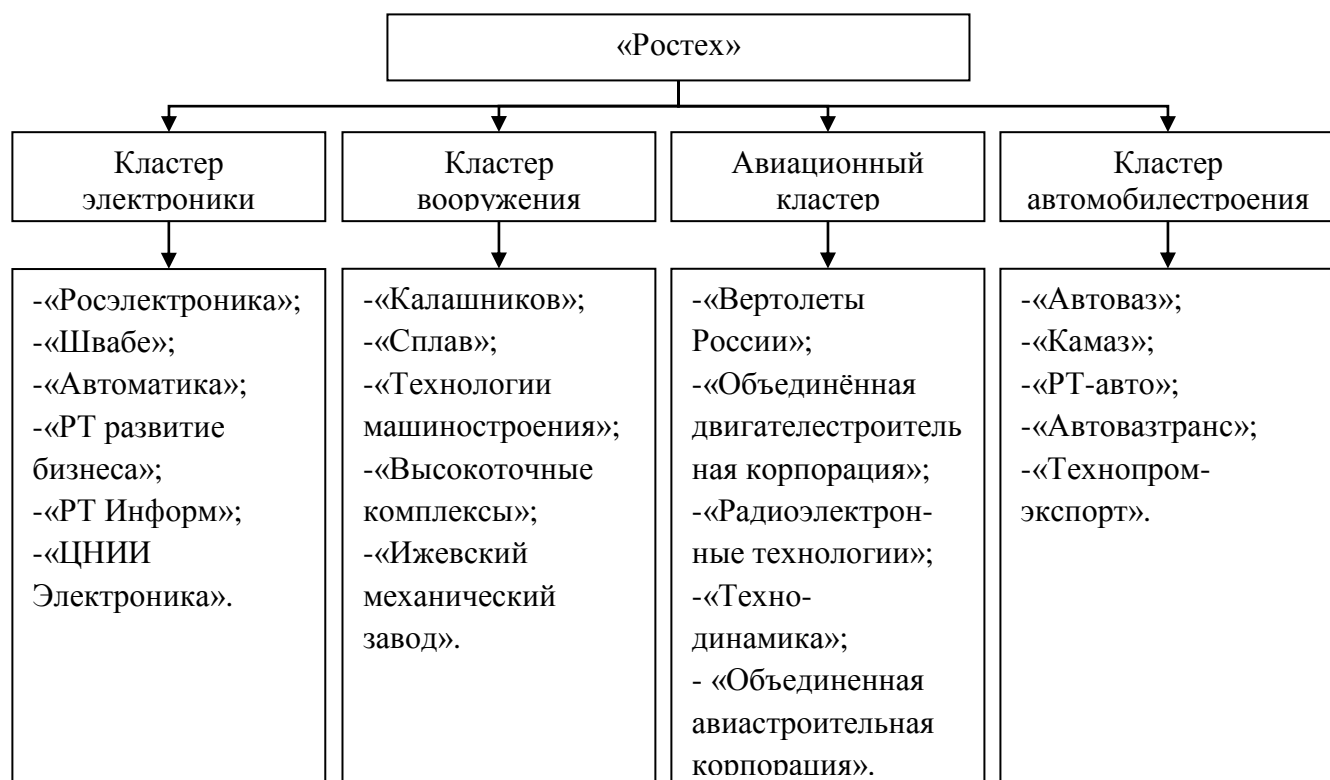 «Ростех»
Кластер
электроники
Кластер
вооружения
Авиационный
кластер
Кластер
автомобилестроения
-«Росэлектроника»;
-«Швабе»;
-«Автоматика»;
-«РТ развитие
бизнеса»;
-«РТ Информ»;
-«ЦНИИ
Электроника».
-«Калашников»;
-«Сплав»;
-«Технологии
машиностроения»;
-«Высокоточные
комплексы»;
-«Ижевский
механический
завод».
-«Вертолеты
России»;
-«Объединённая
двигателестроитель
ная корпорация»;
-«Радиоэлектрон-
ные технологии»;
-«Техно-
динамика»;
- «Объединенная
авиастроительная
корпорация».
-«Автоваз»;
-«Камаз»;
-«РТ-авто»;
-«Автовазтранс»;
-«Технопром-
экспорт».